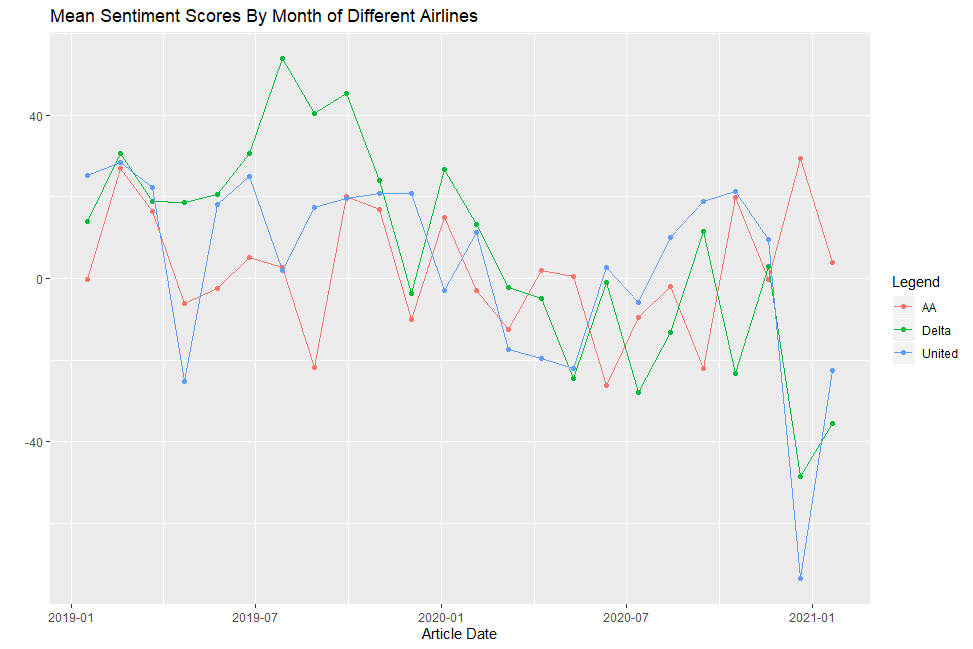 Mean Sentiment Scores By Month of Different Airlines
40
0
-40
2019-01
2019-07
2020-01
2020-07
2021-01
Article Date
Legend
AA
Delta
United